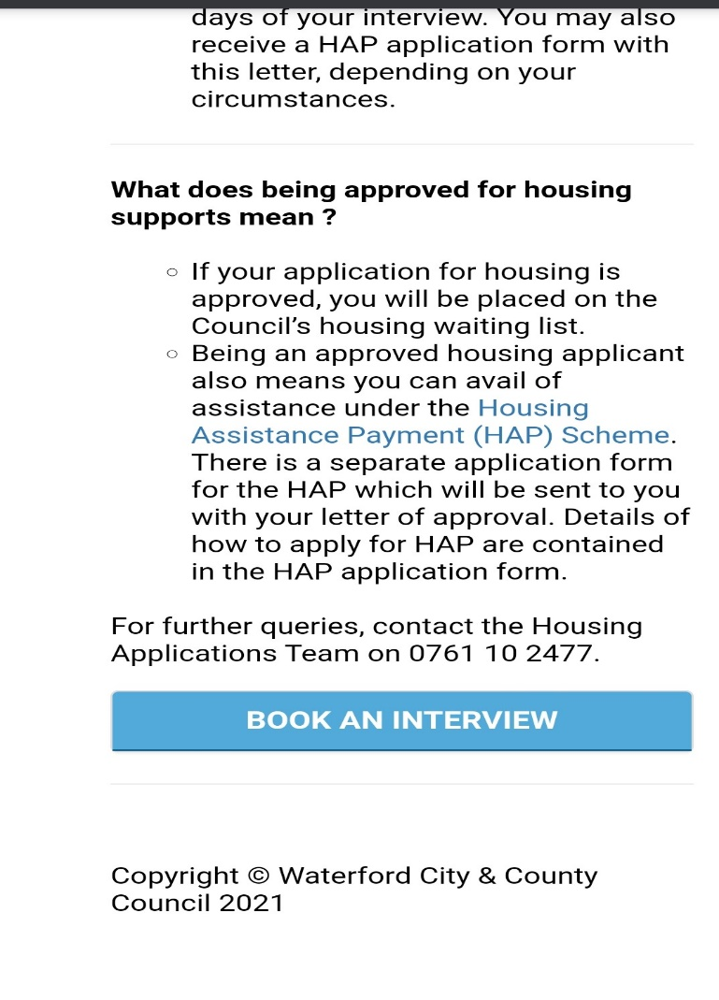 days of your interview. You may also
receive a HAP application form with
this letter, depending on your
circumstances.
What does being approved for housing
supports mean ?
○ If your application for housing is
approved, you will be placed on the
Council’s housing waiting list.
○ Being an approved housing applicant
also means you can avail of
assistance under the Housing
Assistance Payment (HAP) Scheme.
There is a separate application form
for the HAP which will be sent to you
with your letter of approval. Details of
how to apply for HAP are contained
in the HAP application form.
For further queries, contact the Housing
Applications Team on 0761 10 2477.
BOOK AN INTERVIEW
Copyright © Waterford City & County
Council 2021